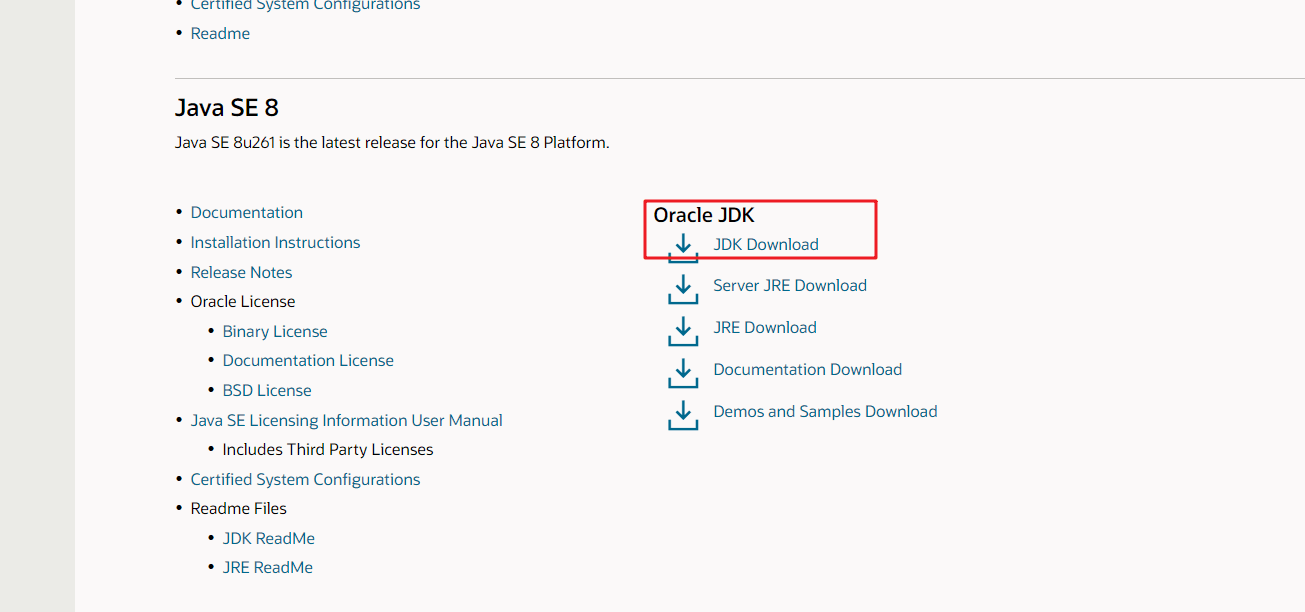 Certified System Configurations
Readme
Java SE 8
Java SE 8u261 is the latest release for the Java SE 8 Platform.
Documentation
Installation Instructions
Release Notes
Oracle License
Binary License
Documentation License
BSD License
Java SE Licensing Information User Manual
Includes Third Party Licenses
Certified System Configurations
Readme Files
JDK ReadMe
JRE ReadMe
Oracle JDK
JDK Download
Server JRE Download
JRE Download
Documentation Download
Demos and Samples Download